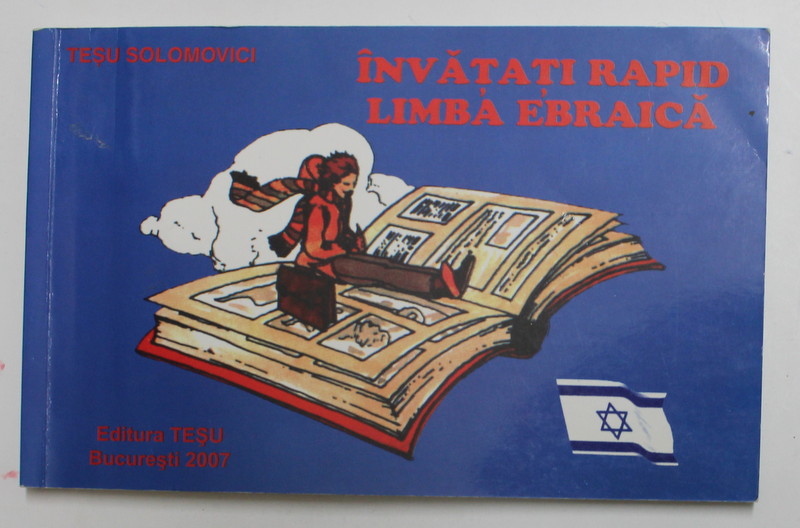 TEŞU SOLOMOVICI
ÎNVĂŢAŢI RAPID
LIMBA EBRAICĂ
Editura TEŞU
Bucureşti 2007